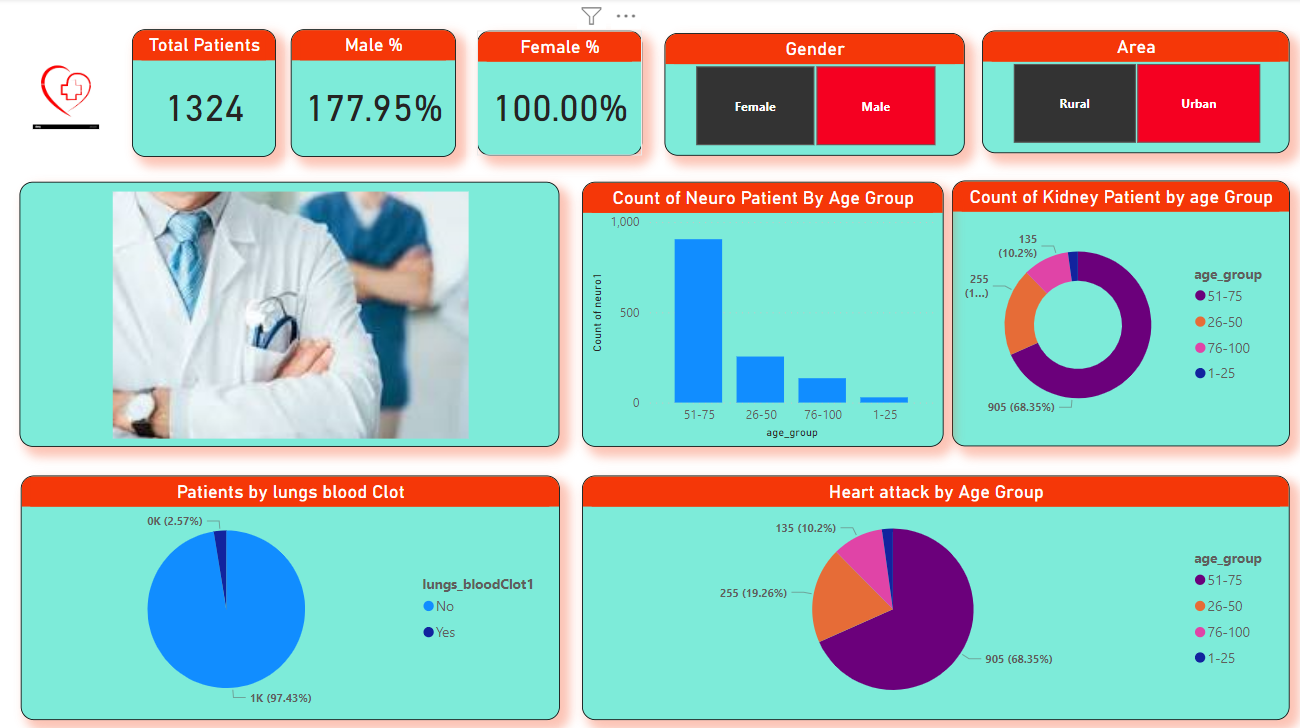 Total Patients
1324
Male %
177.95%
Female %
100.00%
Gender
Female
Male
Area
Rural
Urban
Count of Neuro Patient By Age Group
1,000
500
0
Count of neuro1
51-75
26-50
76-100
1-25
age_group
Count of Kidney Patient by age Group
135
(10.2%)
255
(1...)
905 (68.35%)
age_group
51-75
26-50
76-100
1-25
Patients by lungs blood Clot
0K (2.57%)
1K (97.43%)
lungs_bloodClot1
No
Yes
Heart attack by Age Group
135 (10.2%)
255 (19.26%)
905 (68.35%)
age_group
51-75
26-50
76-100
1-25